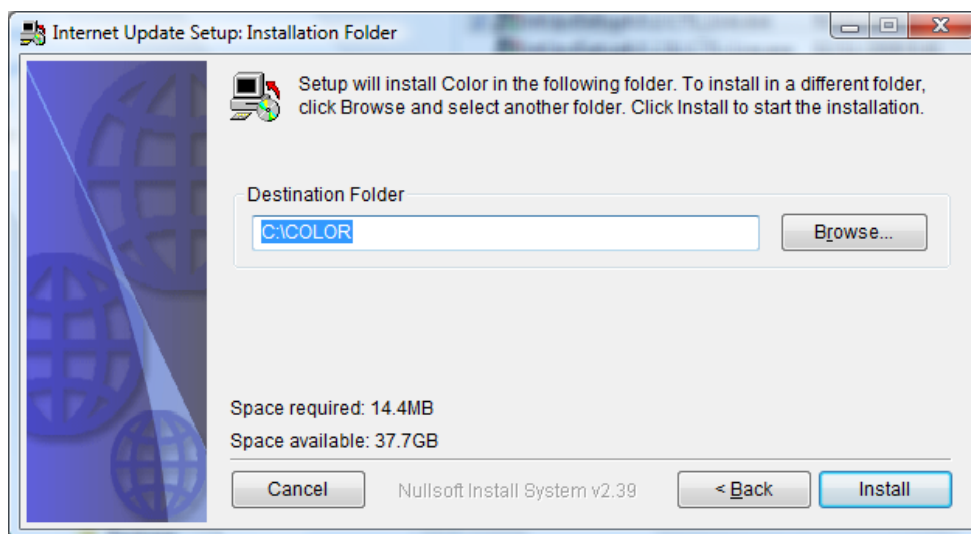 Internet Update Setup: Installation Folder
Setup will install Color in the following folder. To install in a different folder,
click Browse and select another folder. Click Install to start the installation.
Destination Folder
C:\COLOR
Browse...
Space required: 14.4MB
Space available: 37.7GB
Cancel
Nullsoft Install System v2.39
< Back
Install